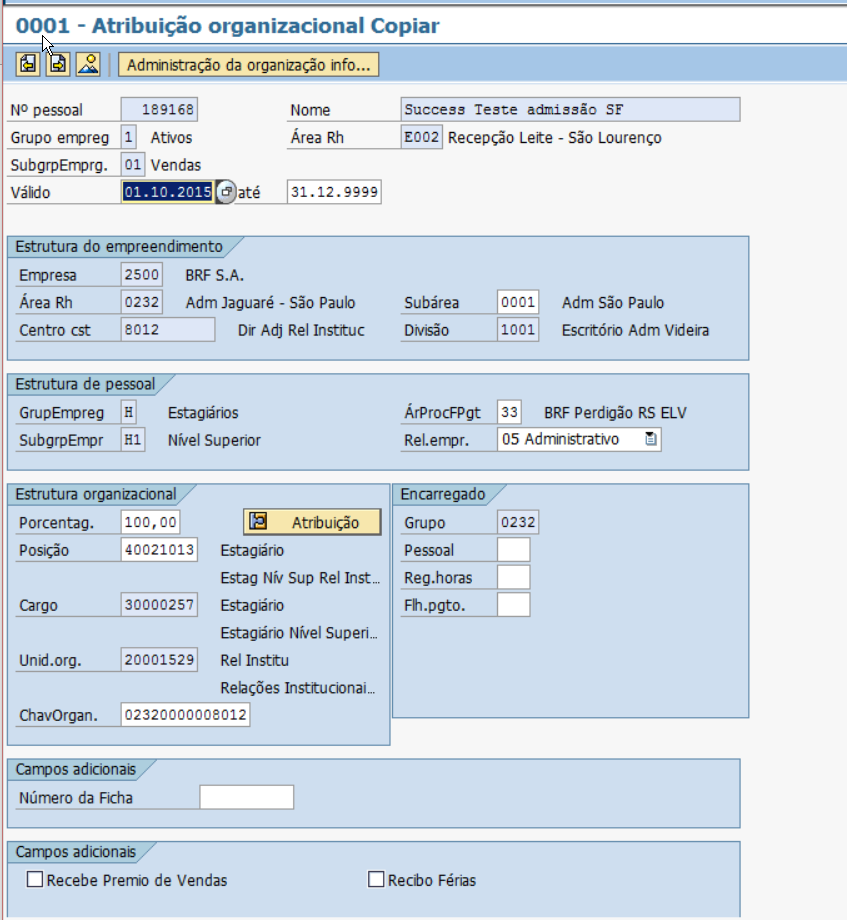 0001 - Atribuição organizacional Copiar
Administração da organização info...
Nº pessoal 189168 Nome Success Teste admissão SF
Grupo empreg 1 Ativos Área Rh E002 Recepção Leite - São Lourenço
SubgrpEmprg. 01 Vendas
Válido 01.10.2015 até 31.12.9999
Estrutura do empreendimento
Empresa 2500 BRF S.A.
Área Rh 0232 Adm Jaguaré - São Paulo Subárea 0001 Adm São Paulo
Centro cst 8012 Dir Adj Rel Instituc Divisão 1001 Escritório Adm Videira
Estrutura de pessoal
GrupEmpreg H Estagiários ÁrProcFPgt 33 BRF Perdigão RS ELV
SubgrpEmpr H1 Nível Superior Rel.empr. 05 Administrativo
Estrutura organizacional
Porcentag. 100,00 Atribuição
Posição 40021013 Estagiário
Estag Nív Sup Rel Inst...
Cargo 30000257 Estagiário
Estagiário Nível Superi...
Unid.org. 20001529 Rel Institu
Relações Institucionai...
ChavOrgan. 02320000008012
Encarregado
Grupo 0232
Pessoal
Reg.horas
Flh.pgto.
Campos adicionais
Número da Ficha
Campos adicionais
Recebe Premio de Vendas Recibo Férias